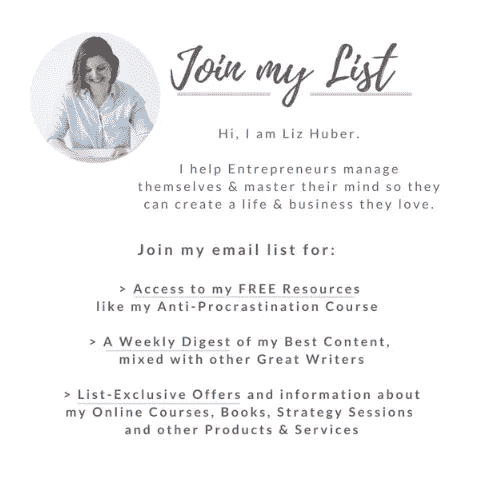 Join my List
Hi, I am Liz Huber.
I help Entrepreneurs manage
themselves & master their mind so they
can create a life & business they love.
Join my email list for:
> Access to my FREE Resources
like my Anti-Procrastination Course
> A Weekly Digest of my Best Content,
mixed with other Great Writers
> List-Exclusive Offers and information about
my Online Courses, Books, Strategy Sessions
and other Products & Services